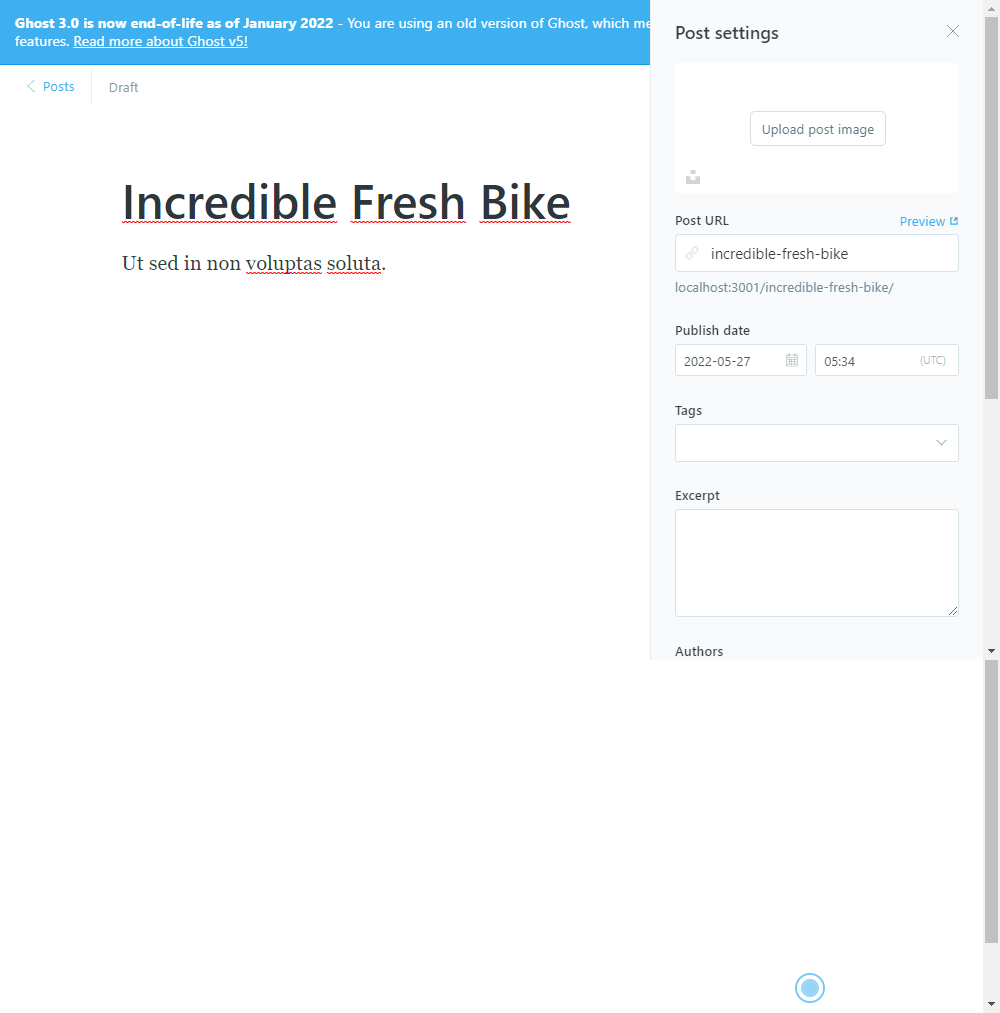 Ghost 3.0 is now end-of-life as of January 2022 - You are using an old version of Ghost, which me
features. Read more about Ghost v5!
Posts
Draft
Incredible Fresh Bike
Ut sed in non voluptas soluta.
Post settings
Upload post image
Post URL
Preview
incredible-fresh-bike
localhost:3001/incredible-fresh-bike/
Publish date
2022-05-27
05:34 (UTC)
Tags
Excerpt
Authors